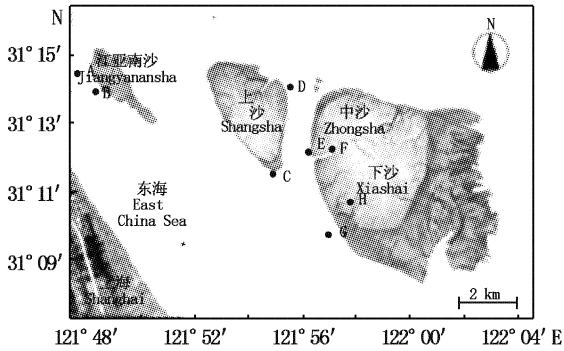 N
N
31°15′
江亚南沙
A
Jiangyanansha
B
上
沙
Shangsha
D
中沙
Zhongsha
31°13′
E
F
下沙
Xiashai
C
31°11′
东海
East
China Sea
H
G
31°09′
上海
Shanghai
2 km
121°48′ 121°52′ 121°56′ 122°00′ 122°04′E